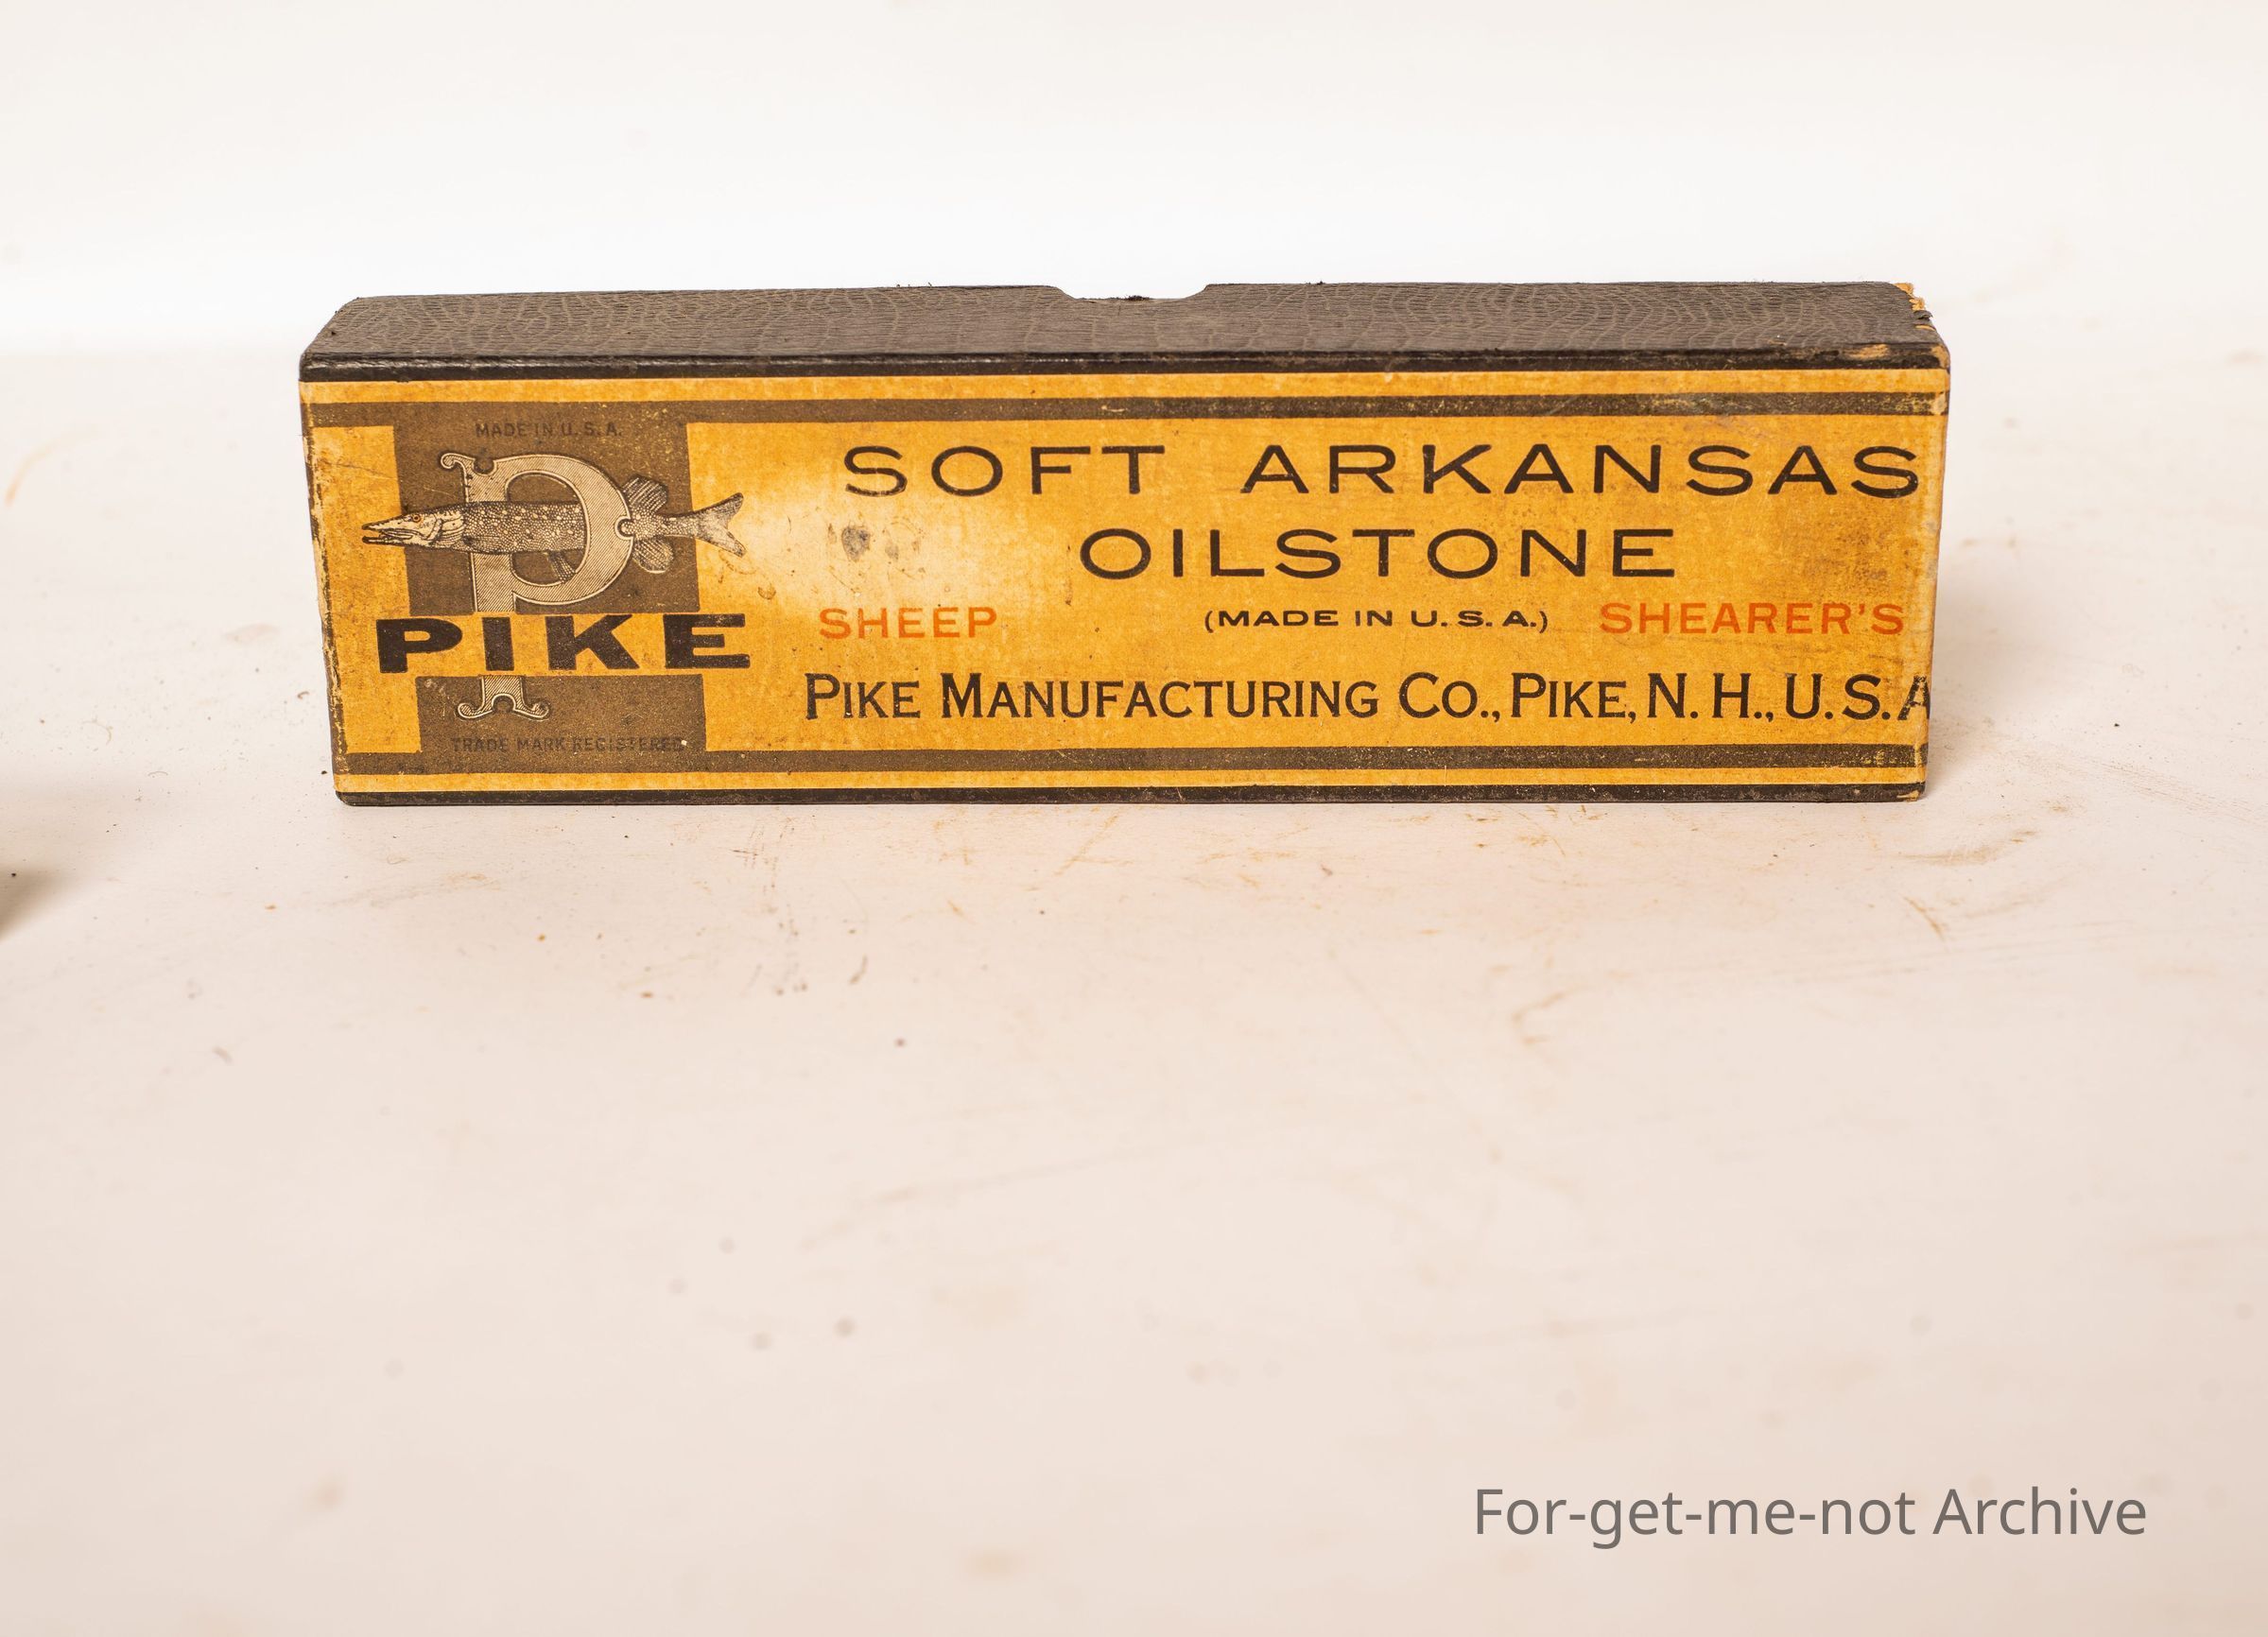 MADE IN U.S.A.
P
PIKE
TRADE MARK REGISTERED
SOFT ARKANSAS
OILSTONE
SHEEP (MADE IN U.S.A.) SHEARER'S
PIKE MANUFACTURING CO., PIKE, N.H., U.S.A
For-get-me-not Archive